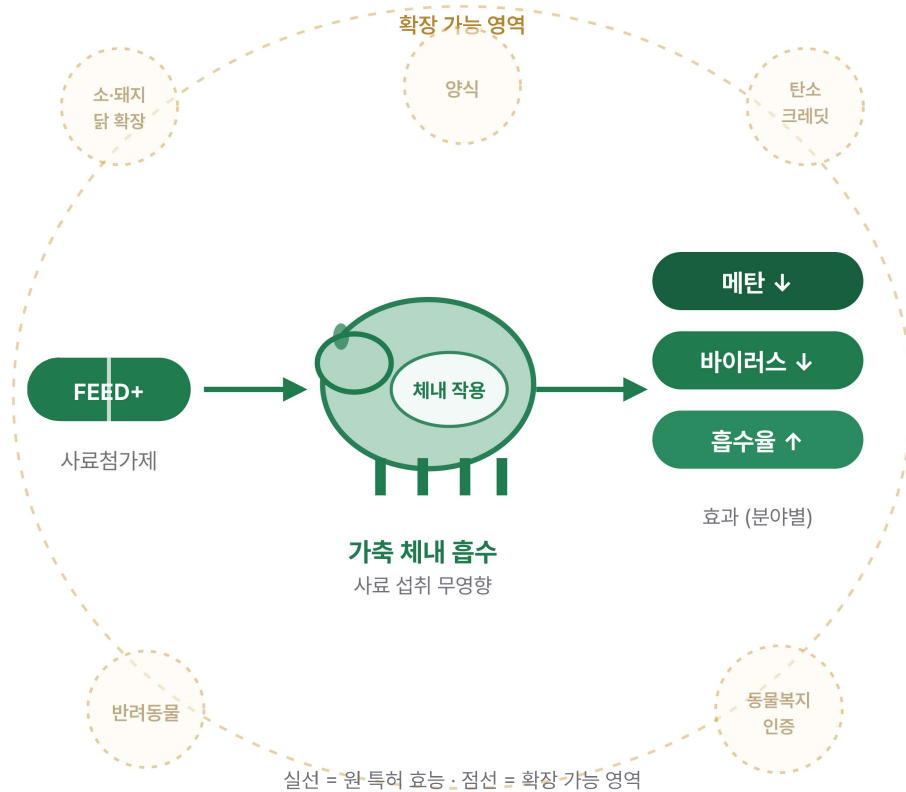 확장 가능 영역
소·돼지
닭 확장
양식
탄소
크레딧
메탄 ↓
바이러스 ↓
흡수율 ↑
효과 (분야별)
FEED+
사료첨가제
체내 작용
가축 체내 흡수
사료 섭취 무영향
반려동물
동물복지
인증
실선 = 원 특허 효능 · 점선 = 확장 가능 영역